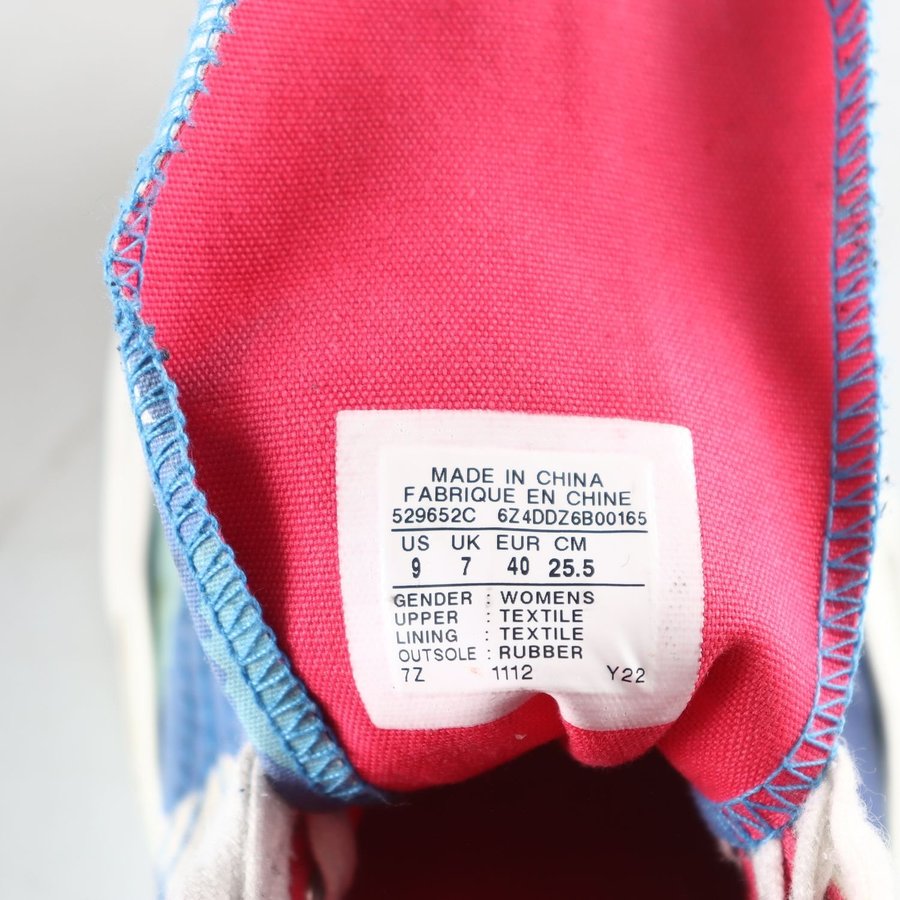 MADE IN CHINA
FABRIQUE EN CHINE
529652C 6Z4DDZ6B00165
US UK EUR CM
9 7 40 25.5
GENDER : WOMENS
UPPER : TEXTILE
LINING : TEXTILE
OUTSOLE : RUBBER
7Z 1112 Y22